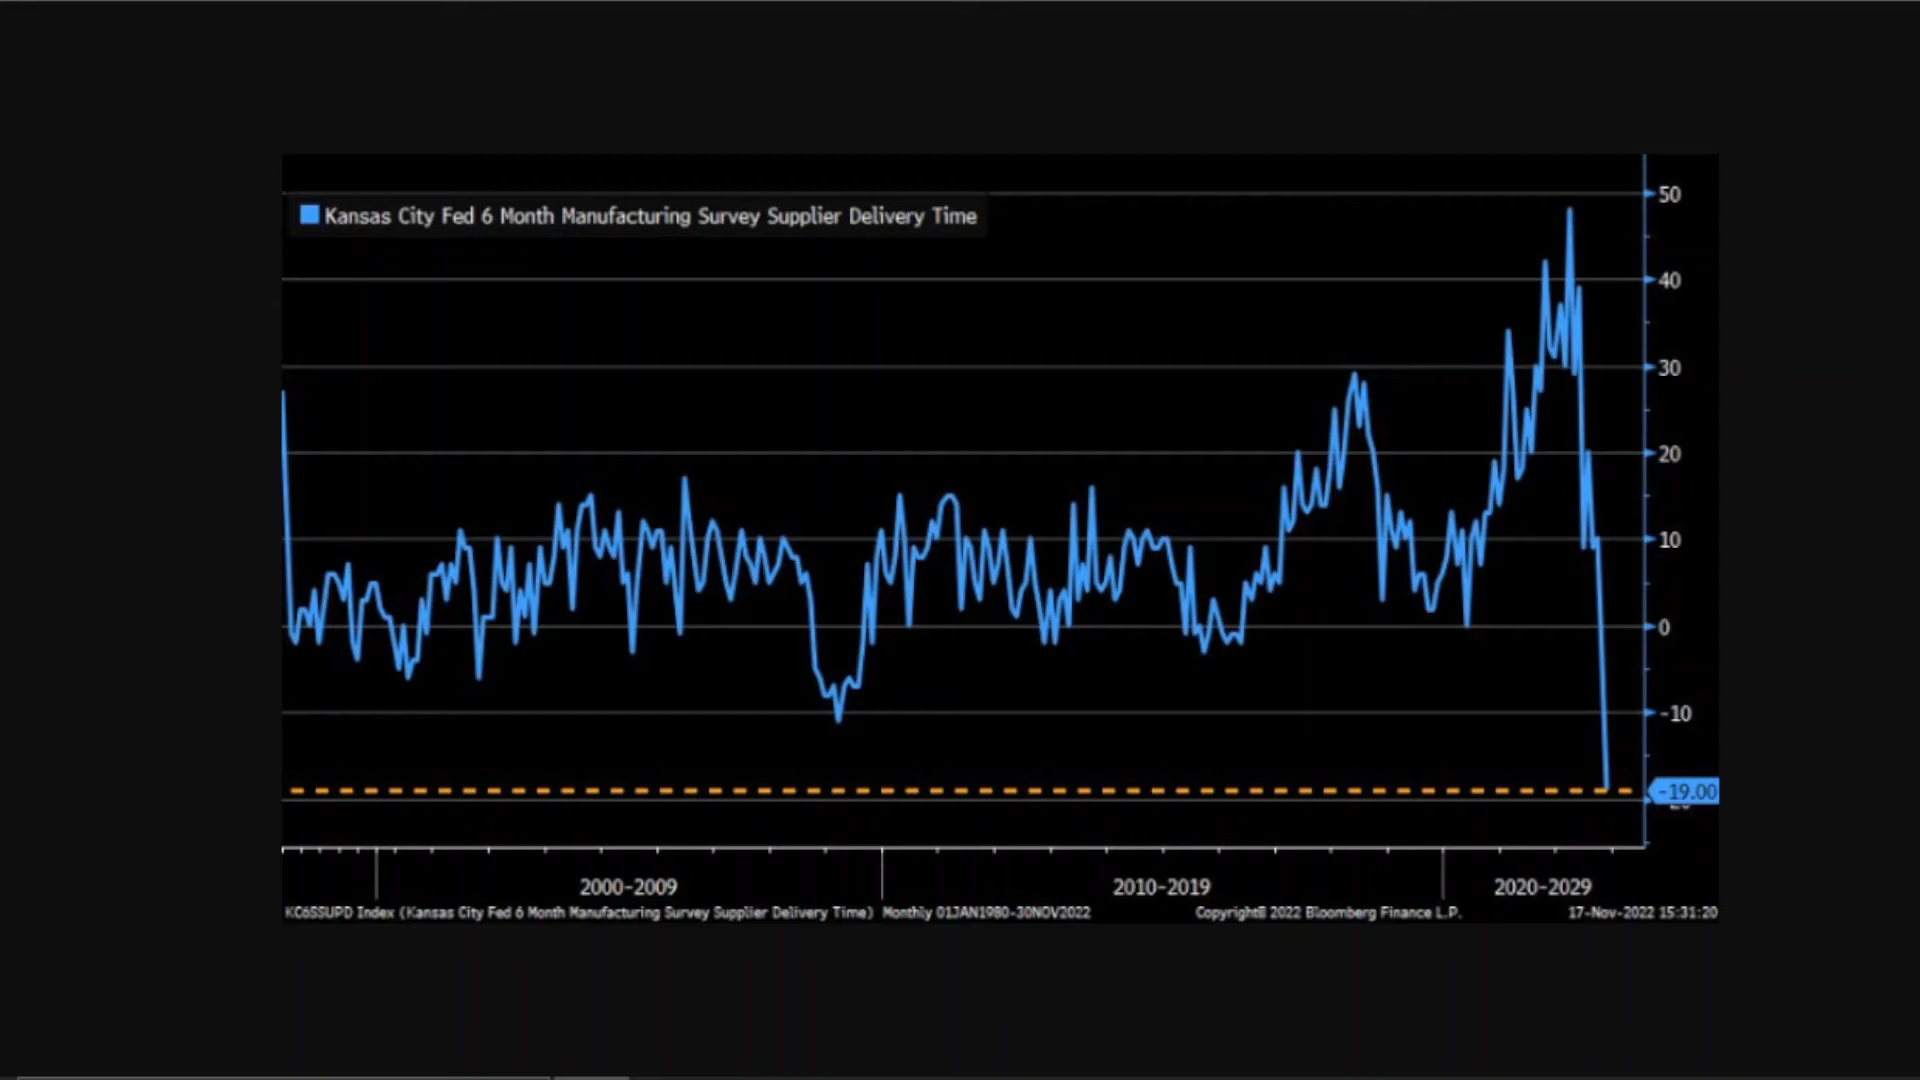 Kansas City Fed 6 Month Manufacturing Survey Supplier Delivery Time
50
40
30
20
10
0
-10
-19.00
2000-2009 2010-2019 2020-2029
KC6SSUPD Index (Kansas City Fed 6 Month Manufacturing Survey Supplier Delivery Time) Monthly 01JAN1980-30NOV2022 Copyright© 2022 Bloomberg Finance L.P. 17-Nov-2022 15:31:20